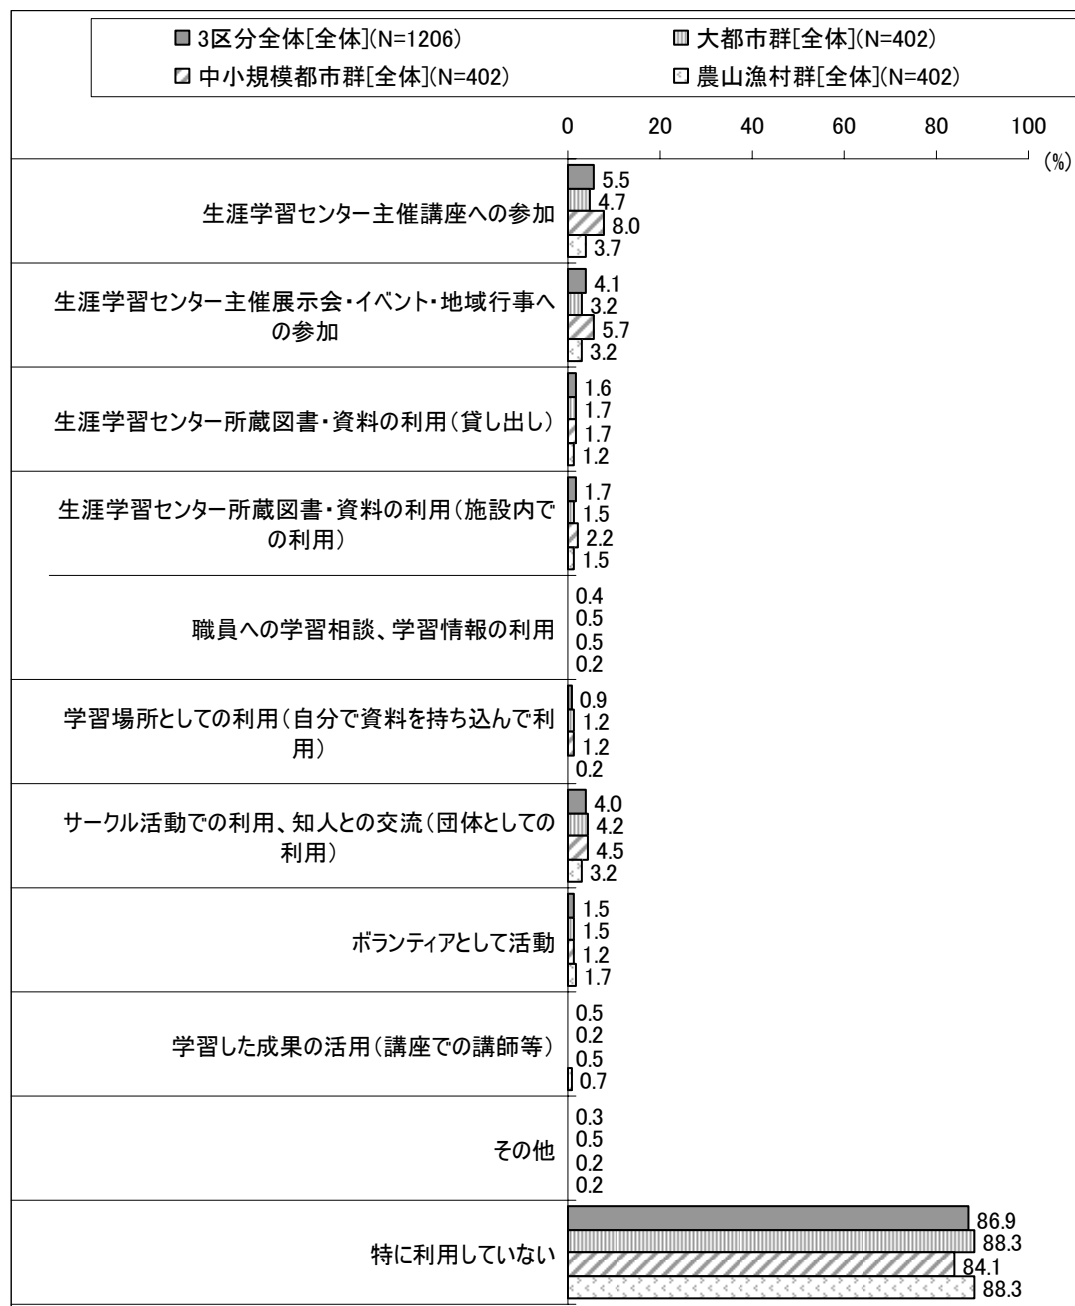 3区分全体[全体](N=1206) 大都市群[全体](N=402)
中小規模都市群[全体](N=402) 農山漁村群[全体](N=402)
0 20 40 60 80 100
(%)
生涯学習センター主催講座への参加
5.5
4.7
8.0
3.7
生涯学習センター主催展示会・イベント・地域行事へ
の参加
4.1
3.2
5.7
3.2
生涯学習センター所蔵図書・資料の利用(貸し出し)
1.6
1.7
1.7
1.2
生涯学習センター所蔵図書・資料の利用(施設内で
の利用)
1.7
1.5
2.2
1.5
職員への学習相談、学習情報の利用
0.4
0.5
0.5
0.2
学習場所としての利用(自分で資料を持ち込んで利
用)
0.9
1.2
1.2
0.2
サークル活動での利用、知人との交流(団体としての
利用)
4.0
4.2
4.5
3.2
ボランティアとして活動
1.5
1.5
1.2
1.7
学習した成果の活用(講座での講師等)
0.5
0.2
0.5
0.7
その他
0.3
0.5
0.2
0.2
特に利用していない
86.9
88.3
84.1
88.3